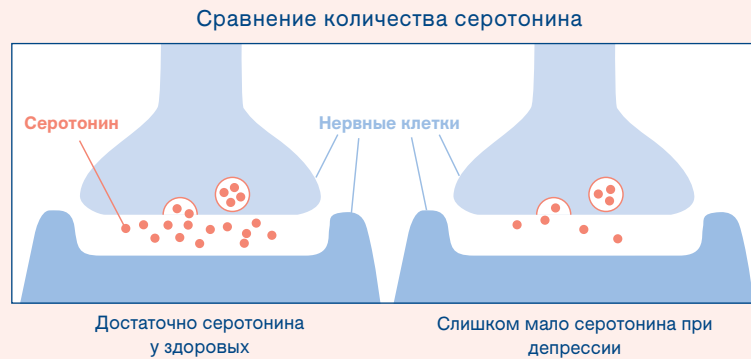 Сравнение количества серотонина
Серотонин
Нервные клетки
Достаточно серотонина
у здоровых
Слишком мало серотонина при
депрессии